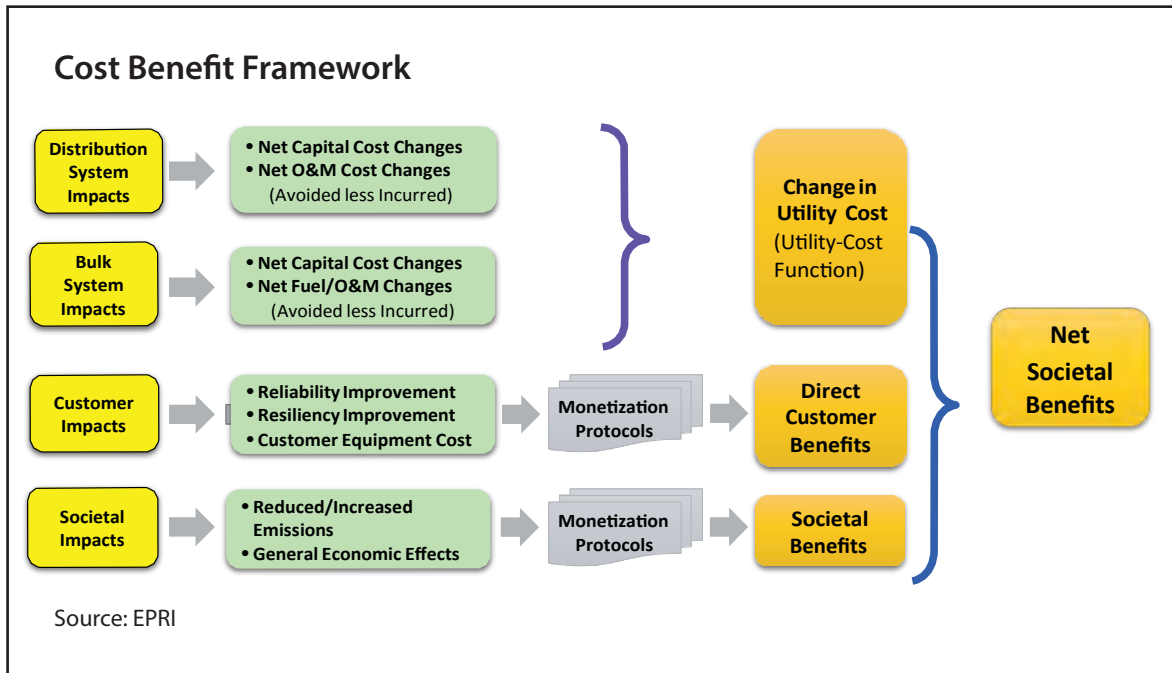 Cost Benefit Framework
Distribution
System
Impacts
• Net Capital Cost Changes
• Net O&M Cost Changes
(Avoided less Incurred)
Bulk
System
Impacts
• Net Capital Cost Changes
• Net Fuel/O&M Changes
(Avoided less Incurred)
Change in
Utility Cost
(Utility-Cost
Function)
Customer
Impacts
• Reliability Improvement
• Resiliency Improvement
• Customer Equipment Cost
Monetization
Protocols
Direct
Customer
Benefits
Societal
Impacts
• Reduced/Increased
Emissions
• General Economic Effects
Monetization
Protocols
Societal
Benefits
Net
Societal
Benefits
Source: EPRI